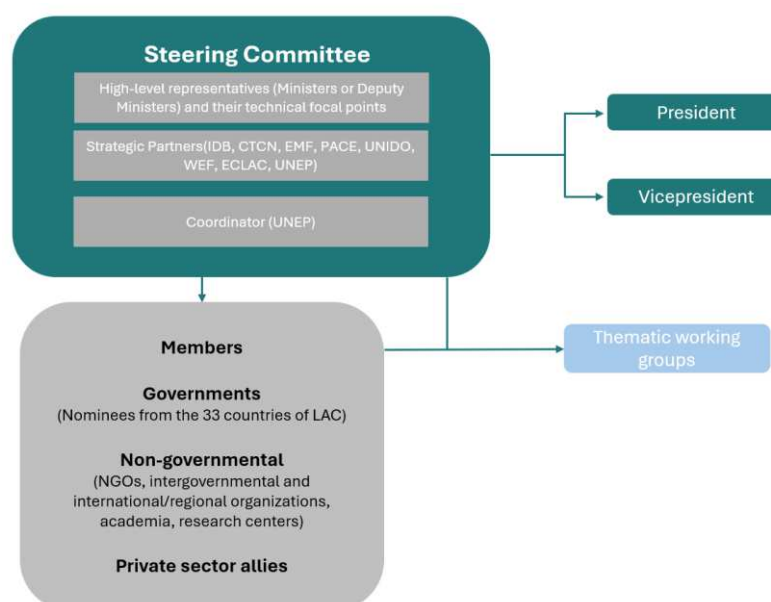 Steering Committee
High-level representatives (Ministers or Deputy
Ministers) and their technical focal points
Strategic Partners(IDB, CTCN, EMF, PACE, UNIDO,
WEF, ECLAC, UNEP)
Coordinator (UNEP)
President
Vicepresident
Thematic working
groups
Members
Governments
(Nominees from the 33 countries of LAC)
Non-governmental
(NGOs, intergovernmental and
international/regional organizations,
academia, research centers)
Private sector allies